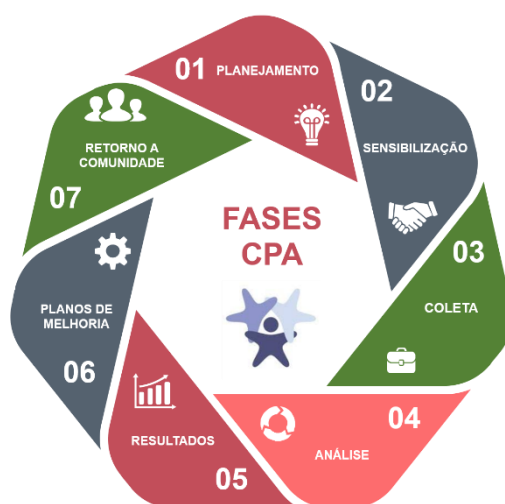 01 PLANEJAMENTO
02
SENSIBILIZAÇÃO
03
COLETA
04
ANÁLISE
05
RESULTADOS
06
PLANOS DE
MELHORIA
07
RETORNO A
COMUNIDADE
FASES
CPA